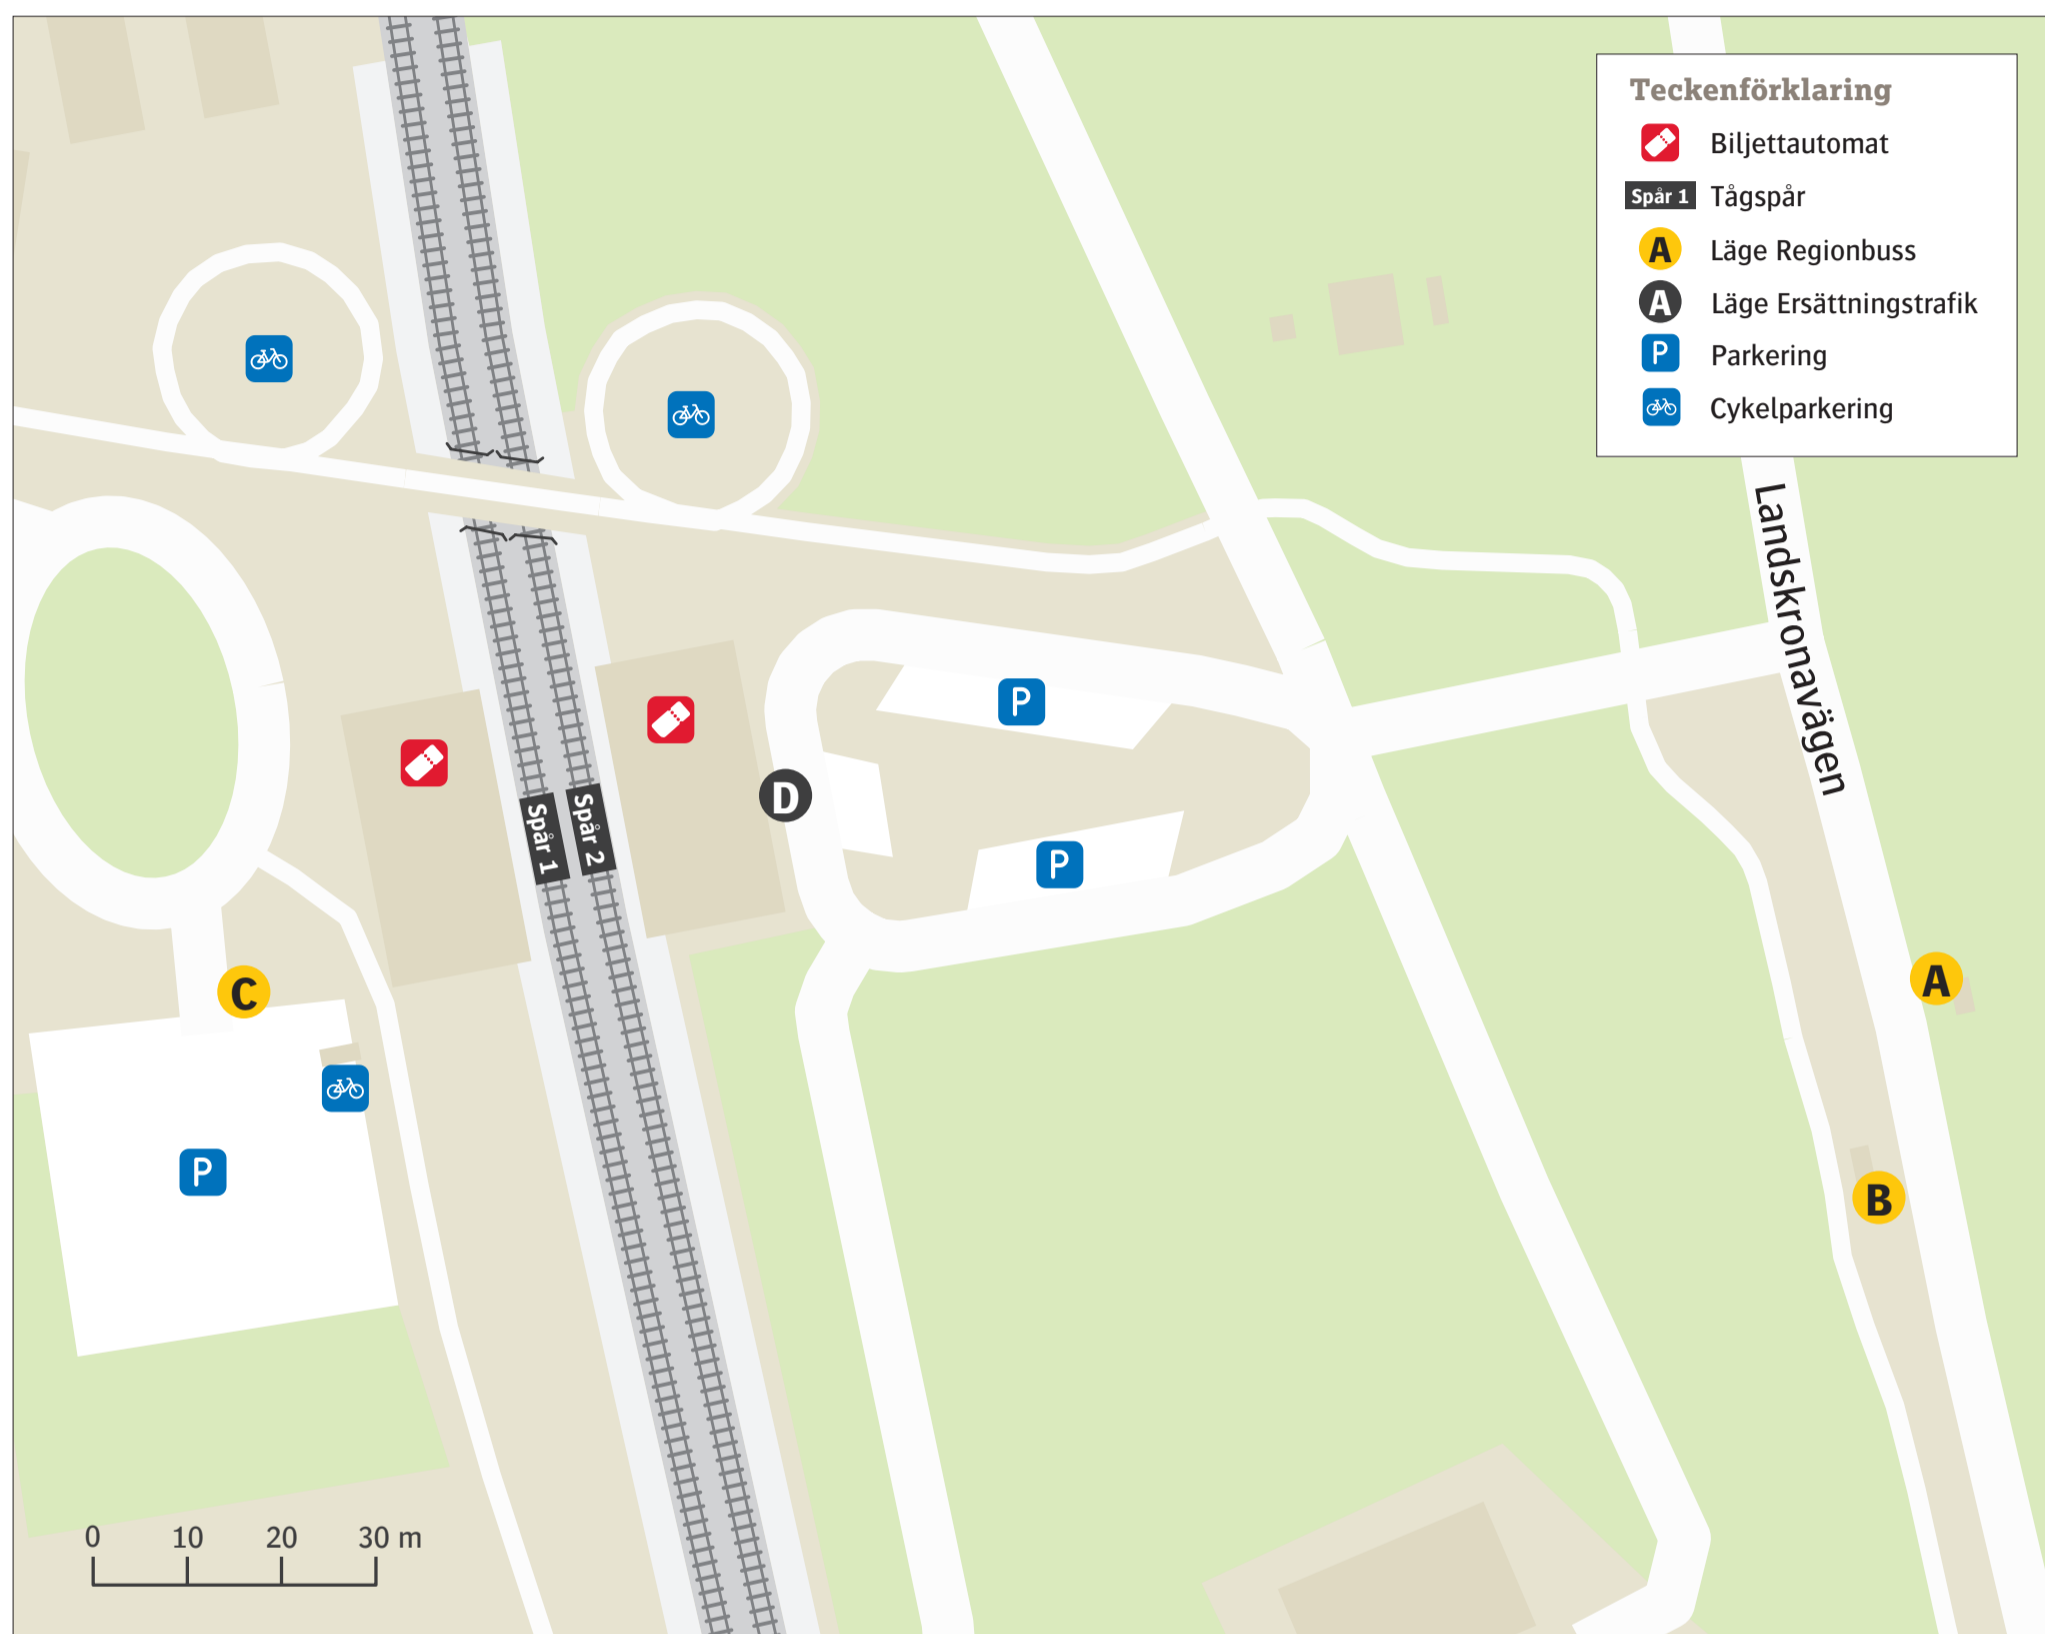 Teckenförklaring
Biljettautomat
Spår 1 Tågspår
A Läge Regionbuss
A Läge Ersättningstrafik
P Parkering
Cykelparkering
Landskronavägen
P
D
Spår 1
Spår 2
P
A
C
P
B
0 10 20 30 m